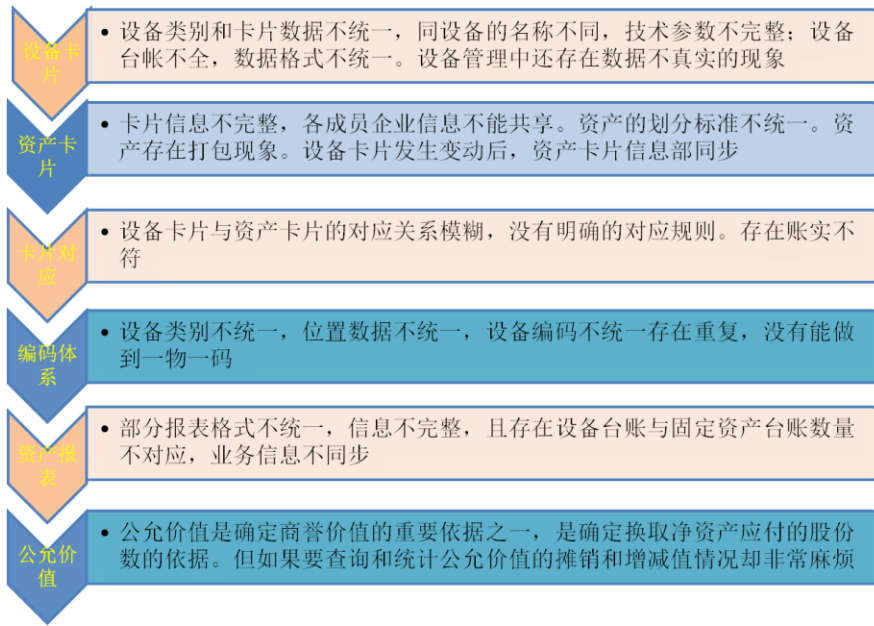 设备卡
片
• 设备类别和卡片数据不统一，同设备的名称不同，技术参数不完整；设备
台帐不全，数据格式不统一。设备管理中还存在数据不真实的现象
资产卡
片
• 卡片信息不完整，各成员企业信息不能共享。资产的划分标准不统一。资
产存在打包现象。设备卡片发生变动后，资产卡片信息部同步
卡片对
应
• 设备卡片与资产卡片的对应关系模糊，没有明确的对应规则。存在账实不
符
编码体
系
• 设备类别不统一，位置数据不统一，设备编码不统一存在重复，没有能做
到一物一码
资产报
表
• 部分报表格式不统一，信息不完整，且存在设备台账与固定资产台账数量
不对应，业务信息不同步
公允价
值
• 公允价值是确定商誉价值的重要依据之一，是确定换取净资产应付的股份
数的依据。但如果要查询和统计公允价值的摊销和增减值情况却非常麻烦